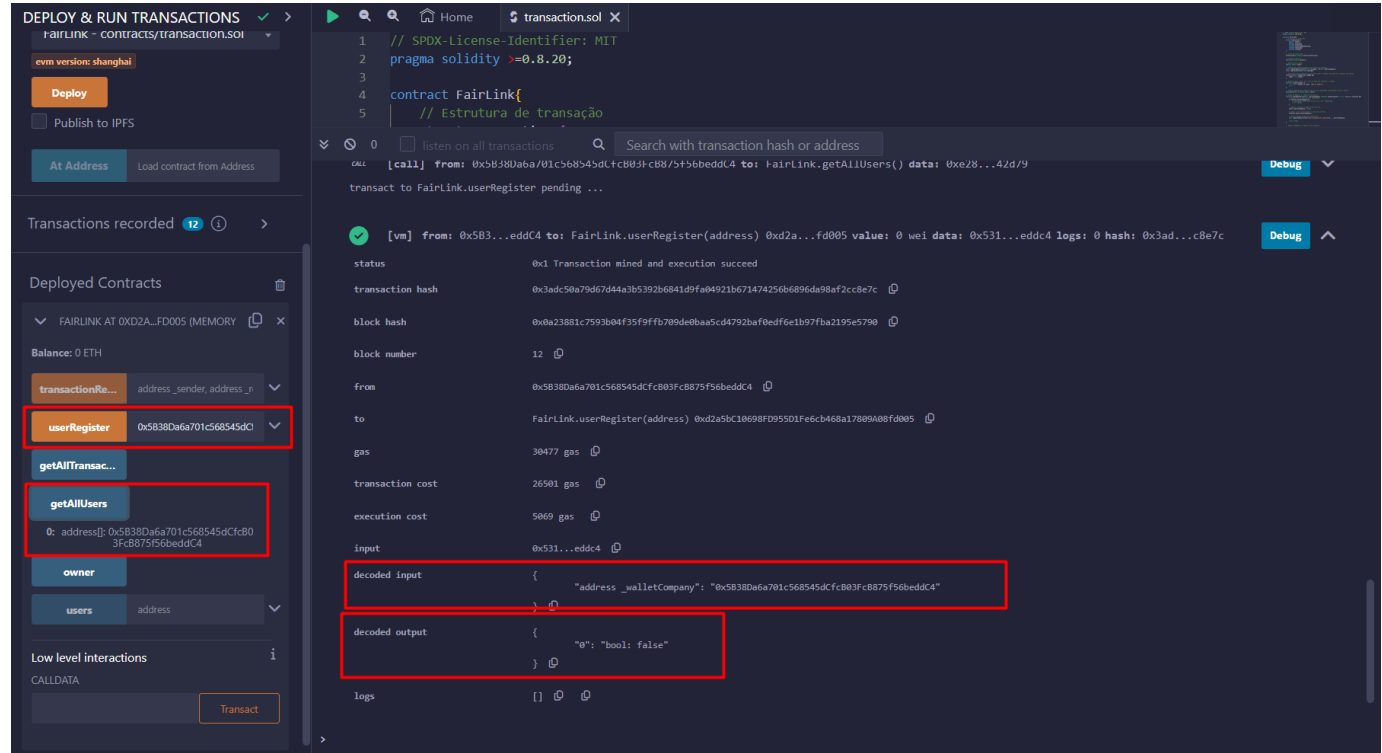 DEPLOY & RUN TRANSACTIONS
FairLink - contracts/transaction.sol
evm version: shanghai
Deploy
Publish to IPFS
At Address
Load contract from Address
Transactions recorded 12
Deployed Contracts
FAIRLINK AT 0XD2A...FD005 (MEMORY
Balance: 0 ETH
transactionRe...
address _sender, address _r
userRegister
0x5B38Da6a701c568545dCf
getAllTransac...
getAllUsers
0: address[]: 0x5B38Da6a701c568545dCfcB0
3FcB875f56beddC4
owner
users
address
Low level interactions
CALLDATA
Transact
Home
transaction.sol
1 // SPDX-License-Identifier: MIT
2 pragma solidity >=0.8.20;
3
4 contract FairLink{
5 // Estrutura de transação
0
listen on all transactions
Search with transaction hash or address
CALL [call] from: 0x5B38Da6a701c568545dCfcB03FcB875f56beddC4 to: FairLink.getAllUsers() data: 0xe28...42d79
Debug
transact to FairLink.userRegister pending ...
[vm] from: 0x5B3...eddC4 to: FairLink.userRegister(address) 0xd2a...fd005 value: 0 wei data: 0x531...eddc4 logs: 0 hash: 0x3ad...c8e7c
Debug
status 0x1 Transaction mined and execution succeed
transaction hash 0x3adc50a79d67d44a3b5392b6841d9fa04921b671474256b6896da98af2cc8e7c
block hash 0x0a23881c7593b04f35f9ffb709de0baa5cd4792baf0edf6e1b97fba2195e5790
block number 12
from 0x5B38Da6a701c568545dCfcB03FcB875f56beddC4
to FairLink.userRegister(address) 0xd2a5bC10698FD955D1Fe6cb468a17809A08fd005
gas 30477 gas
transaction cost 26501 gas
execution cost 5069 gas
input 0x531...eddc4
decoded input {
"address _walletCompany": "0x5B38Da6a701c568545dCfcB03FcB875f56beddC4"
}
decoded output {
"0": "bool: false"
}
logs []
>